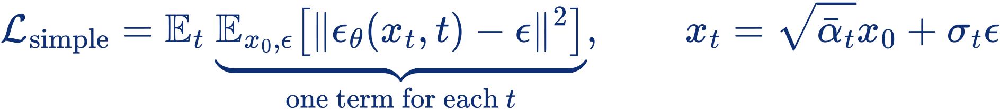 ℒ_simple = 𝔼_t 𝔼_{x_0,ϵ} [‖ϵ_θ(x_t, t) − ϵ‖²], x_t = √ᾱ_t x_0 + σ_t ϵ
one term for each t